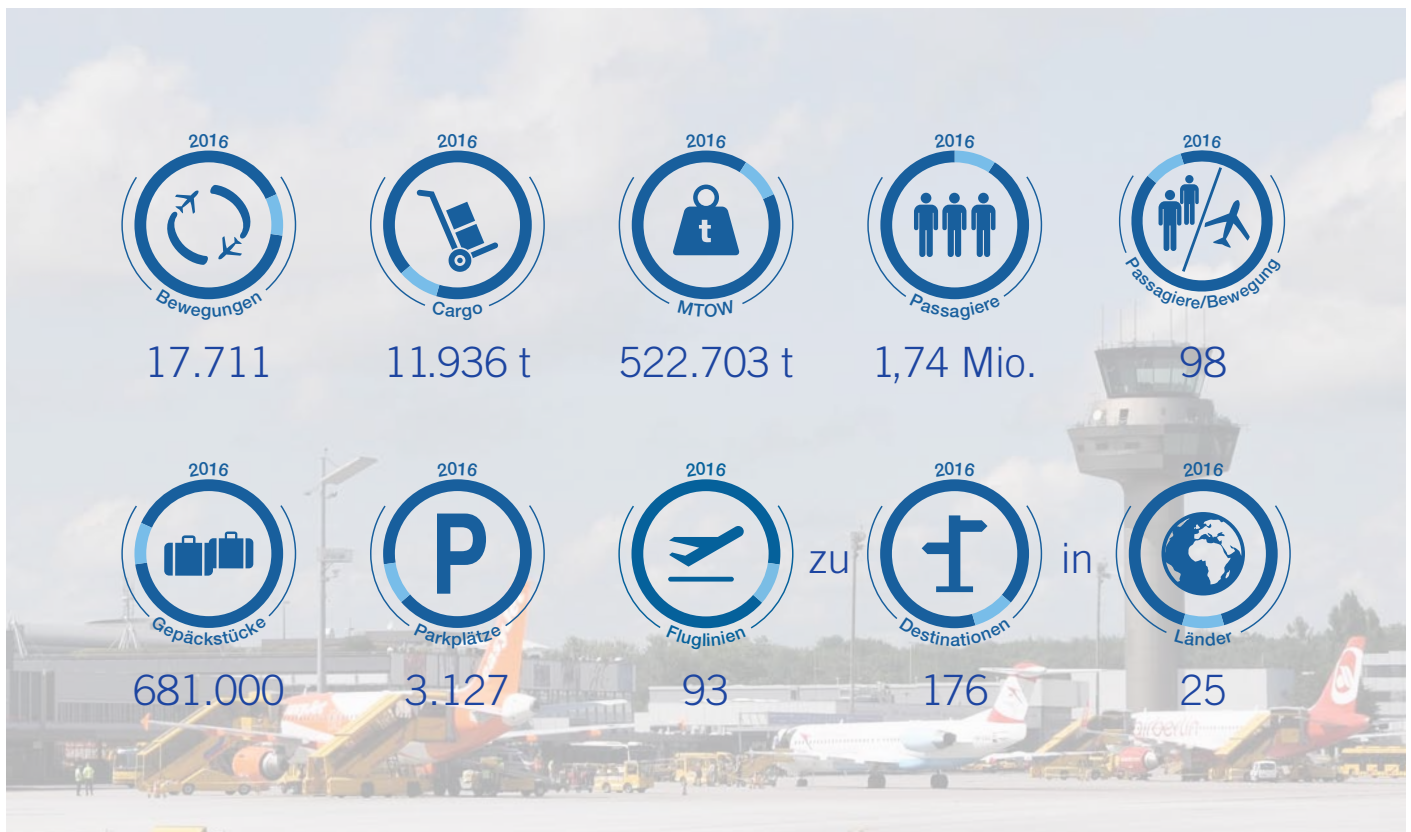 2016 2016 2016 2016 2016
Bewegungen Cargo MTOW Passagiere Passagiere/Bewegung
t
17.711 11.936 t 522.703 t 1,74 Mio. 98
2016 2016 2016 2016 2016
P
zu in
Gepäckstücke Parkplätze Fluglinien Destinationen Länder
681.000 3.127 93 176 25
airberlin